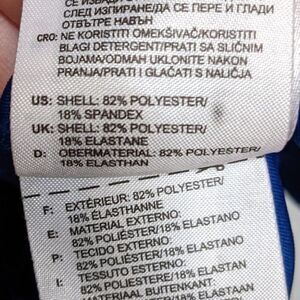 СЛЕД ИЗПИРАНЕ/ДА СЕ ПЕРЕ И ГЛАДИ
ОТВЪТРЕ НАВЪН
CRO: NE KORISTITI OMEKŠIVAČ/KORISTITI
BLAGI DETERGENT/PRATI SA SLIČNIM
BOJAMA/ODMAH UKLONITE NAKON
PRANJA/PRATI I GLAČATI S NALIČJA
US: SHELL: 82% POLYESTER/
18% SPANDEX
UK: SHELL: 82% POLYESTER/
18% ELASTANE
D: OBERMATERIAL: 82% POLYESTER/
18% ELASTHAN
F: EXTÉRIEUR: 82% POLYESTER/
18% ÉLASTHANNE
E: MATERIAL EXTERNO:
82% POLIÉSTER/18% ELASTANO
P: TECIDO EXTERNO:
82% POLIÉSTER/18% ELASTANO
I: TESSUTO ESTERNO:
82% POLIESTERE/18% ELASTAN
MATERIAAL BUITENKANT